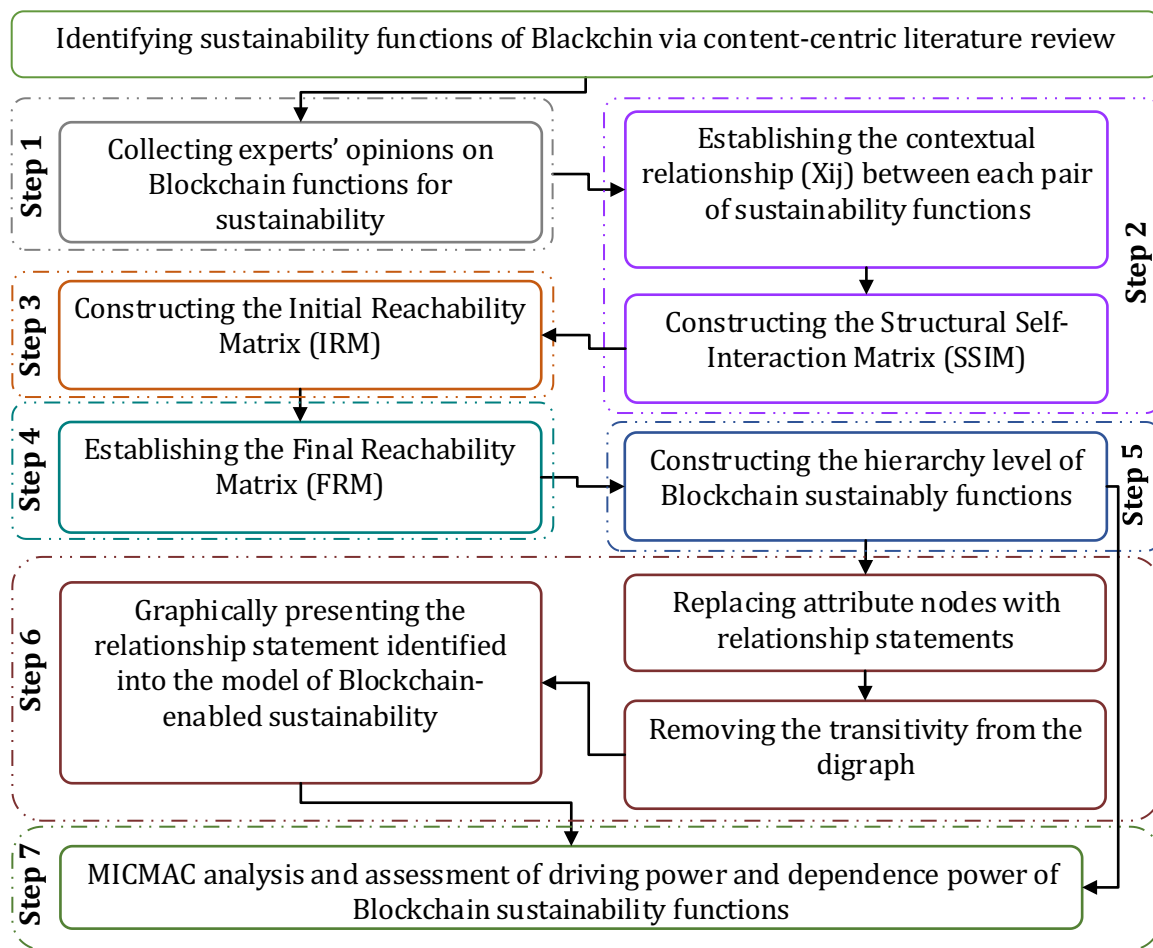 Identifying sustainability functions of Blackchin via content-centric literature review
Step 1
Collecting experts' opinions on
Blockchain functions for
sustainability
Establishing the contextual
relationship (Xij) between each pair
of sustainability functions
Step 2
Constructing the Structural Self-
Interaction Matrix (SSIM)
Step 3
Constructing the Initial Reachability
Matrix (IRM)
Step 4
Establishing the Final Reachability
Matrix (FRM)
Constructing the hierarchy level of
Blockchain sustainably functions
Step 5
Step 6
Replacing attribute nodes with
relationship statements
Removing the transitivity from the
digraph
Graphically presenting the
relationship statement identified
into the model of Blockchain-
enabled sustainability
Step 7
MICMAC analysis and assessment of driving power and dependence power of
Blockchain sustainability functions